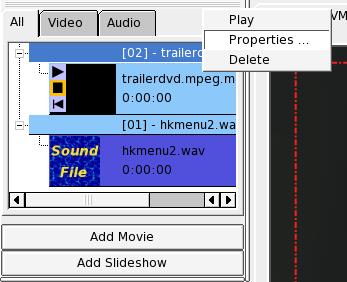 All Video Audio
Play
Properties ...
Delete
VM
[02] - trailerd
trailerdvd.mpeg.m
0:00:00
[01] - hkmenu2.wa
Sound File
hkmenu2.wav
0:00:00
Add Movie
Add Slideshow